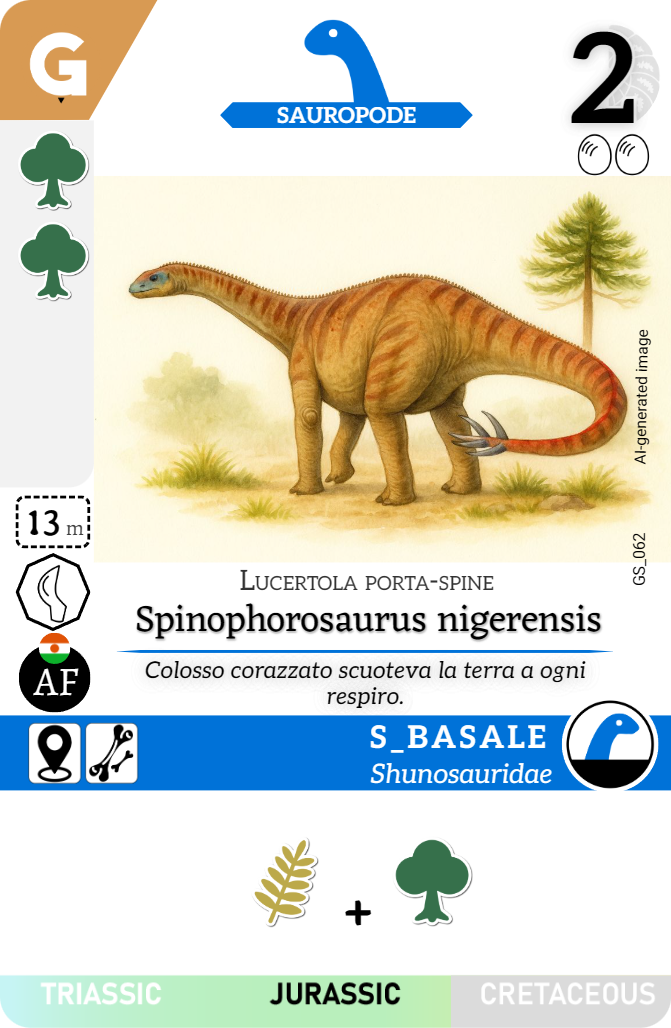 G
SAUROPODE
2
AI-generated image
13 m
GS_062
LUCERTOLA PORTA-SPINE
Spinophorosaurus nigerensis
AF
Colosso corazzato scuoteva la terra a ogni
respiro.
S_BASALE
Shunosauridae
+
TRIASSIC JURASSIC CRETACEOUS